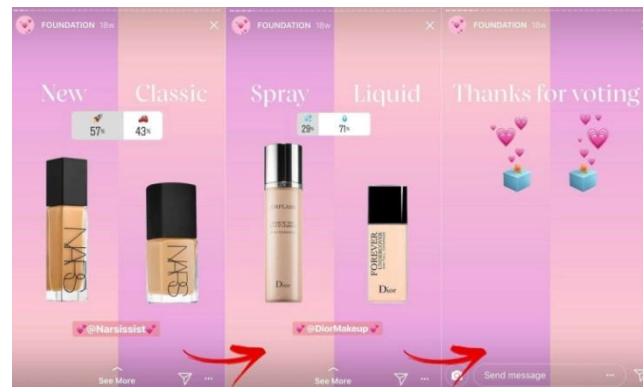 FOUNDATION 18w
New Classic
57% 43%
NARS
NARS
@Narsissist
See More
FOUNDATION 18w
Spray Liquid
29% 71%
AIRFLASH
Dior
FOREVER
UNDERCOVER
Dior
@DiorMakeup
See More
FOUNDATION 18w
Thanks for voting
Send message